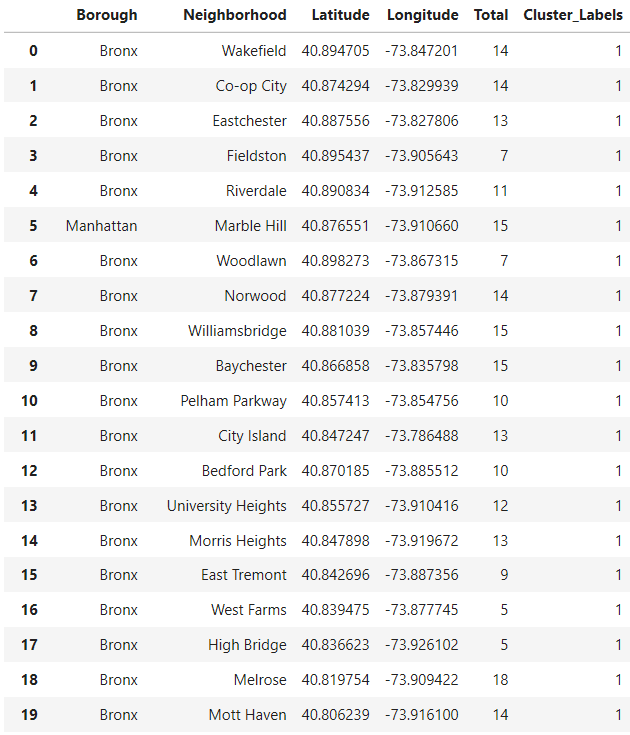 Borough Neighborhood Latitude Longitude Total Cluster_Labels
0 Bronx Wakefield 40.894705 -73.847201 14 1
1 Bronx Co-op City 40.874294 -73.829939 14 1
2 Bronx Eastchester 40.887556 -73.827806 13 1
3 Bronx Fieldston 40.895437 -73.905643 7 1
4 Bronx Riverdale 40.890834 -73.912585 11 1
5 Manhattan Marble Hill 40.876551 -73.910660 15 1
6 Bronx Woodlawn 40.898273 -73.867315 7 1
7 Bronx Norwood 40.877224 -73.879391 14 1
8 Bronx Williamsbridge 40.881039 -73.857446 15 1
9 Bronx Baychester 40.866858 -73.835798 15 1
10 Bronx Pelham Parkway 40.857413 -73.854756 10 1
11 Bronx City Island 40.847247 -73.786488 13 1
12 Bronx Bedford Park 40.870185 -73.885512 10 1
13 Bronx University Heights 40.855727 -73.910416 12 1
14 Bronx Morris Heights 40.847898 -73.919672 13 1
15 Bronx East Tremont 40.842696 -73.887356 9 1
16 Bronx West Farms 40.839475 -73.877745 5 1
17 Bronx High Bridge 40.836623 -73.926102 5 1
18 Bronx Melrose 40.819754 -73.909422 18 1
19 Bronx Mott Haven 40.806239 -73.916100 14 1